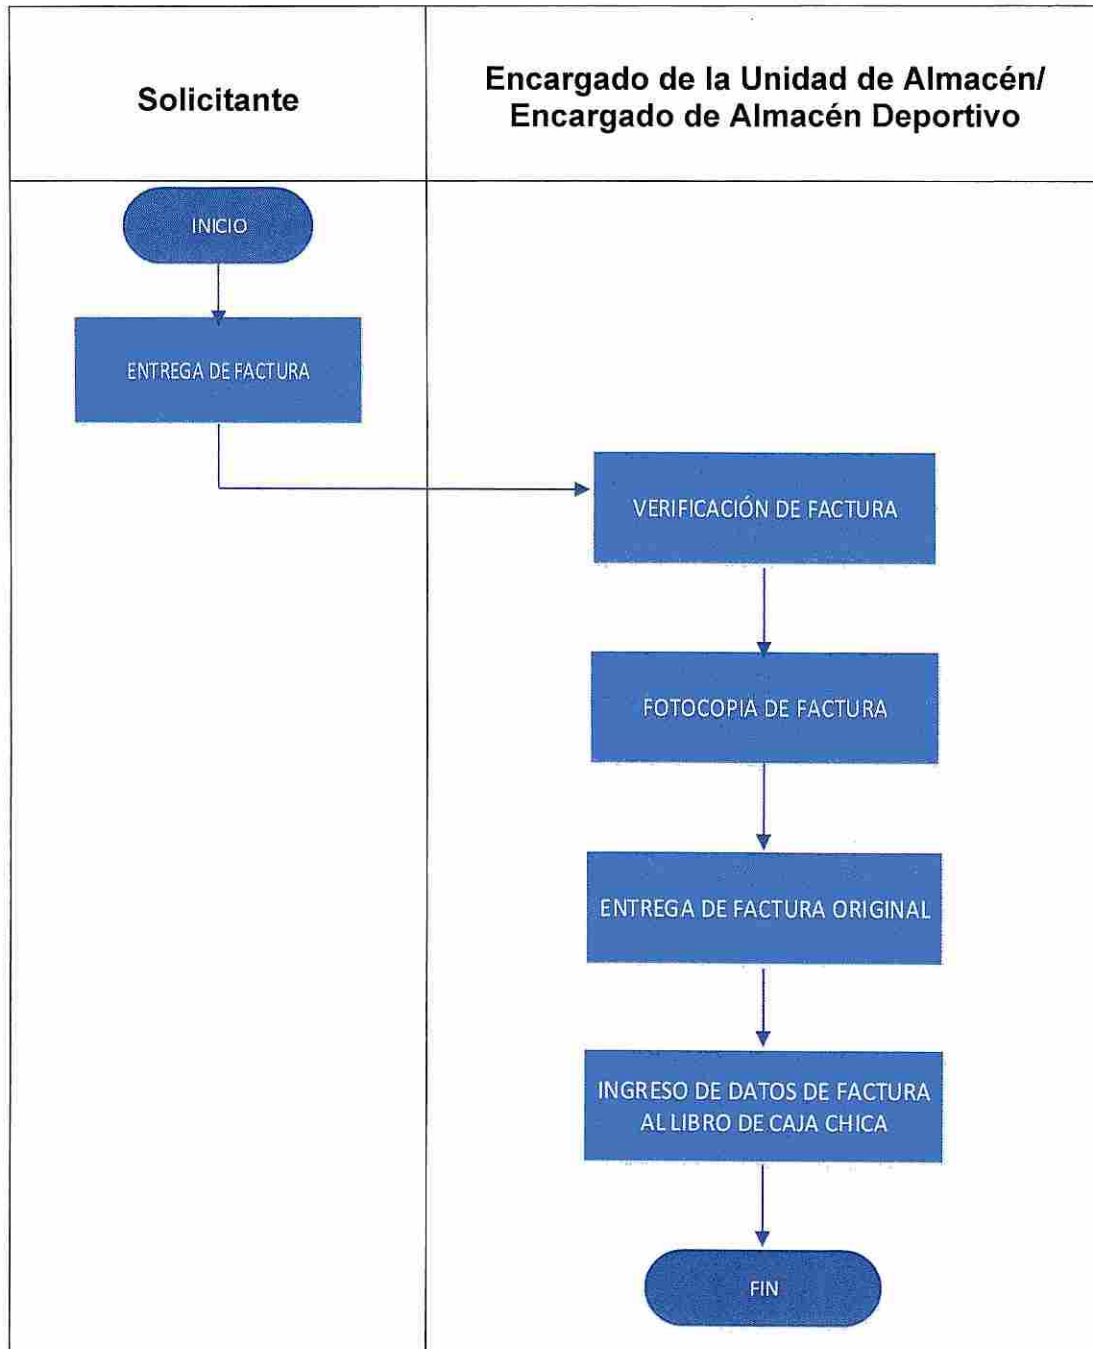 Solicitante
Encargado de la Unidad de Almacén/
Encargado de Almacén Deportivo
INICIO
ENTREGA DE FACTURA
VERIFICACIÓN DE FACTURA
FOTOCOPIA DE FACTURA
ENTREGA DE FACTURA ORIGINAL
INGRESO DE DATOS DE FACTURA
AL LIBRO DE CAJA CHICA
FIN